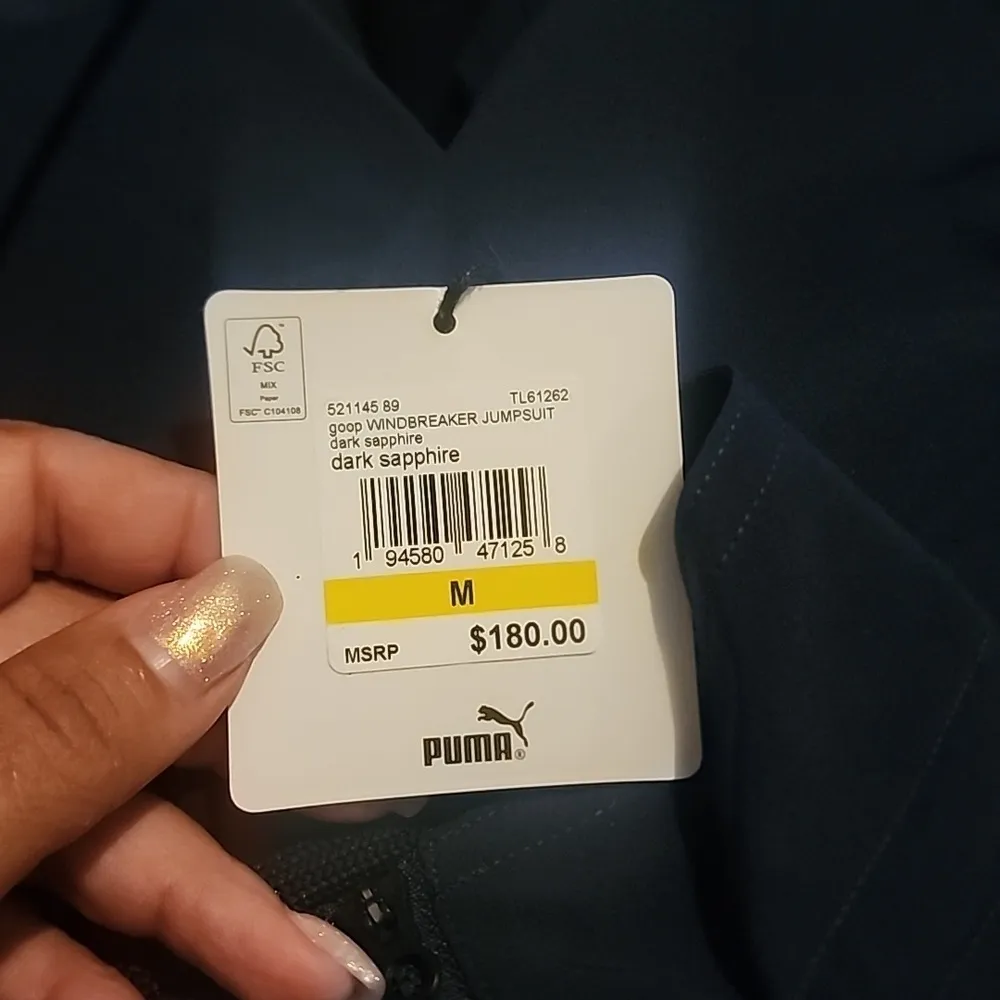 FSC
MIX
Paper
FSC™ C104108
521145 89 TL61262
goop WINDBREAKER JUMPSUIT
dark sapphire
dark sapphire
1 94580 47125 8
M
MSRP $180.00
PUMA®